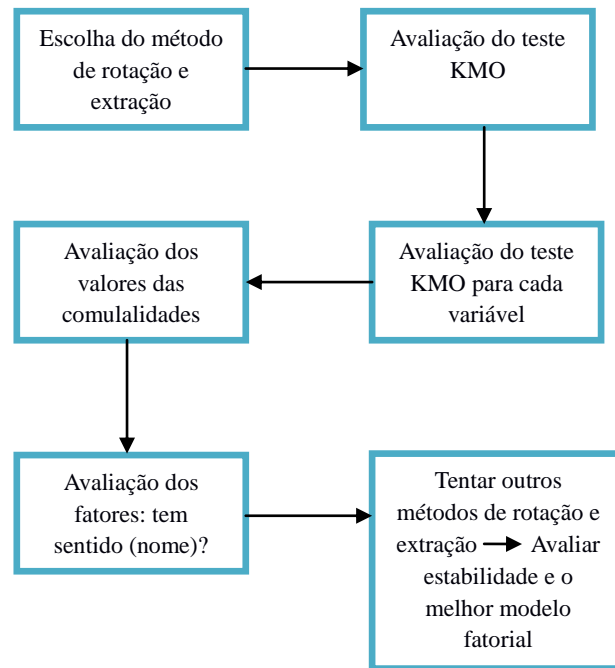 Escolha do método
de rotação e
extração
Avaliação do teste
KMO
Avaliação do teste
KMO para cada
variável
Avaliação dos
valores das
comulalidades
Avaliação dos
fatores: tem
sentido (nome)?
Tentar outros
métodos de rotação e
extração → Avaliar
estabilidade e o
melhor modelo
fatorial